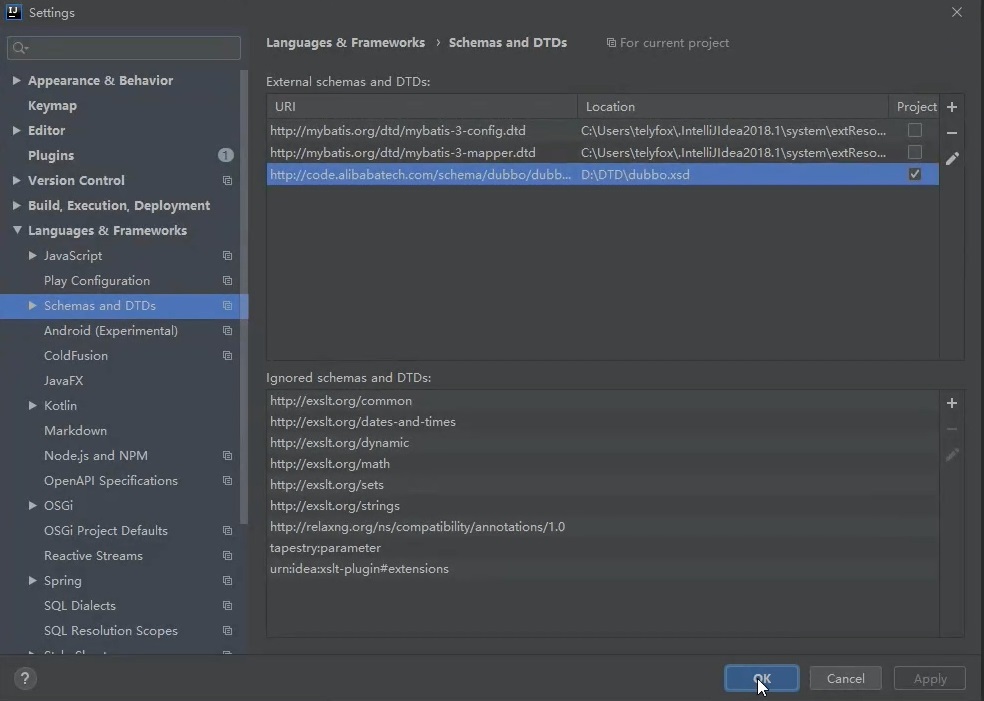 IJ Settings
Appearance & Behavior
Keymap
Editor
Plugins 1
Version Control
Build, Execution, Deployment
Languages & Frameworks
JavaScript
Play Configuration
Schemas and DTDs
Android (Experimental)
ColdFusion
JavaFX
Kotlin
Markdown
Node.js and NPM
OpenAPI Specifications
OSGi
OSGi Project Defaults
Reactive Streams
Spring
SQL Dialects
SQL Resolution Scopes
Languages & Frameworks › Schemas and DTDs For current project
External schemas and DTDs:
URI Location Project
http://mybatis.org/dtd/mybatis-3-config.dtd C:\Users\telyfox\.IntelliJIdea2018.1\system\extReso...
http://mybatis.org/dtd/mybatis-3-mapper.dtd C:\Users\telyfox\.IntelliJIdea2018.1\system\extReso...
http://code.alibabatech.com/schema/dubbo/dubb... D:\DTD\dubbo.xsd
Ignored schemas and DTDs:
http://exslt.org/common
http://exslt.org/dates-and-times
http://exslt.org/dynamic
http://exslt.org/math
http://exslt.org/sets
http://exslt.org/strings
http://relaxng.org/ns/compatibility/annotations/1.0
tapestry:parameter
urn:idea:xslt-plugin#extensions
? OK Cancel Apply